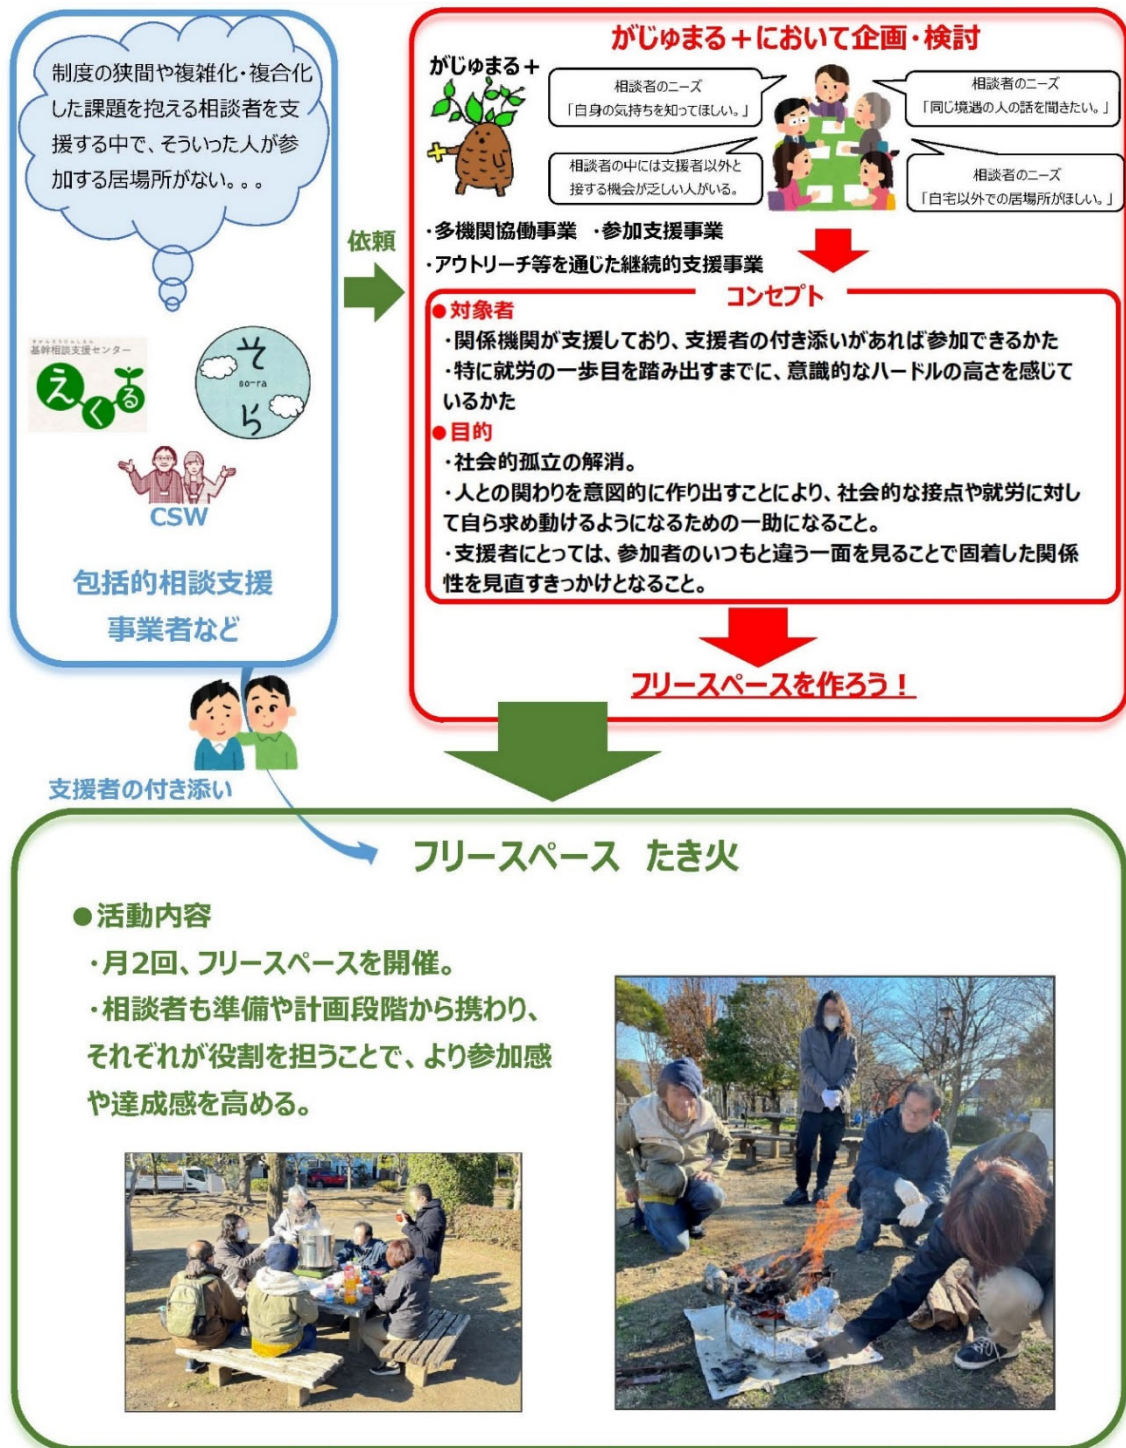 制度の狭間や複雑化・複合化
した課題を抱える相談者を支
援する中で、そういった人が参
加する居場所がない。。。
基幹相談支援センター
えくる
そら
so-ra
CSW
包括的相談支援
事業者など
依頼
がじゅまる＋において企画・検討
がじゅまる＋
相談者のニーズ
「自身の気持ちを知ってほしい。」
相談者のニーズ
「同じ境遇の人の話を聞きたい。」
相談者の中には支援者以外と
接する機会が乏しい人がいる。
相談者のニーズ
「自宅以外での居場所がほしい。」
・多機関協働事業　・参加支援事業
・アウトリーチ等を通じた継続的支援事業
コンセプト
●対象者
・関係機関が支援しており、支援者の付き添いがあれば参加できるかた
・特に就労の一歩目を踏み出すまでに、意識的なハードルの高さを感じて
いるかた
●目的
・社会的孤立の解消。
・人との関わりを意図的に作り出すことにより、社会的な接点や就労に対し
て自ら求め動けるようになるための一助になること。
・支援者にとっては、参加者のいつもと違う一面を見ることで固着した関係
性を見直すきっかけとなること。
フリースペースを作ろう！
支援者の付き添い
フリースペース　たき火
●活動内容
・月2回、フリースペースを開催。
・相談者も準備や計画段階から携わり、
それぞれが役割を担うことで、より参加感
や達成感を高める。